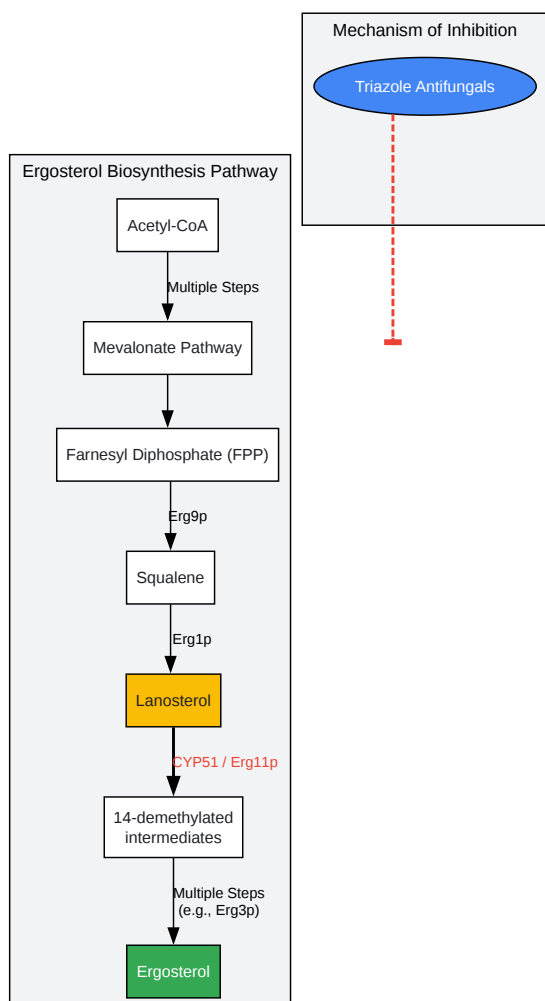 Mechanism of Inhibition
Triazole Antifungals
Ergosterol Biosynthesis Pathway
Acetyl-CoA
Multiple Steps
Mevalonate Pathway
Farnesyl Diphosphate (FPP)
Erg9p
Squalene
Erg1p
Lanosterol
CYP51 / Erg11p
14-demethylated
intermediates
Multiple Steps
(e.g., Erg3p)
Ergosterol